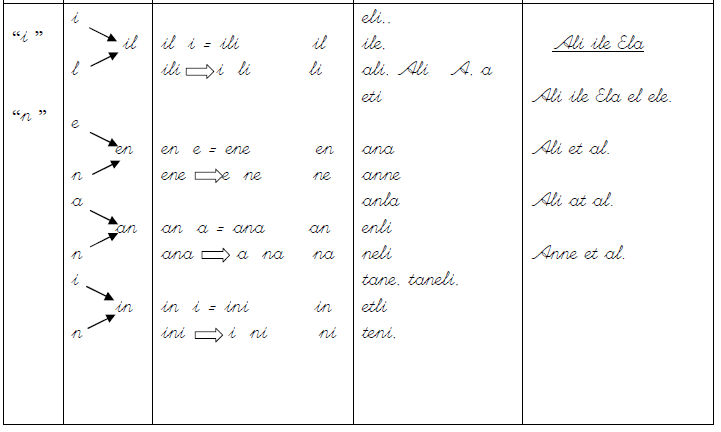 i eli..
"i" il il i = ili il ile. Ali ile Ela
l ili i li li ali. Ali A. a
eti Ali ile Ela el ele.
"n" e
en en e = ene en ana Ali et al.
n ene e ne ne anne
a anla Ali at al.
an an a = ana an enli
n ana a na na neli Anne et al.
i tane. taneli.
in in i = ini in etli
n ini i ni ni teni.